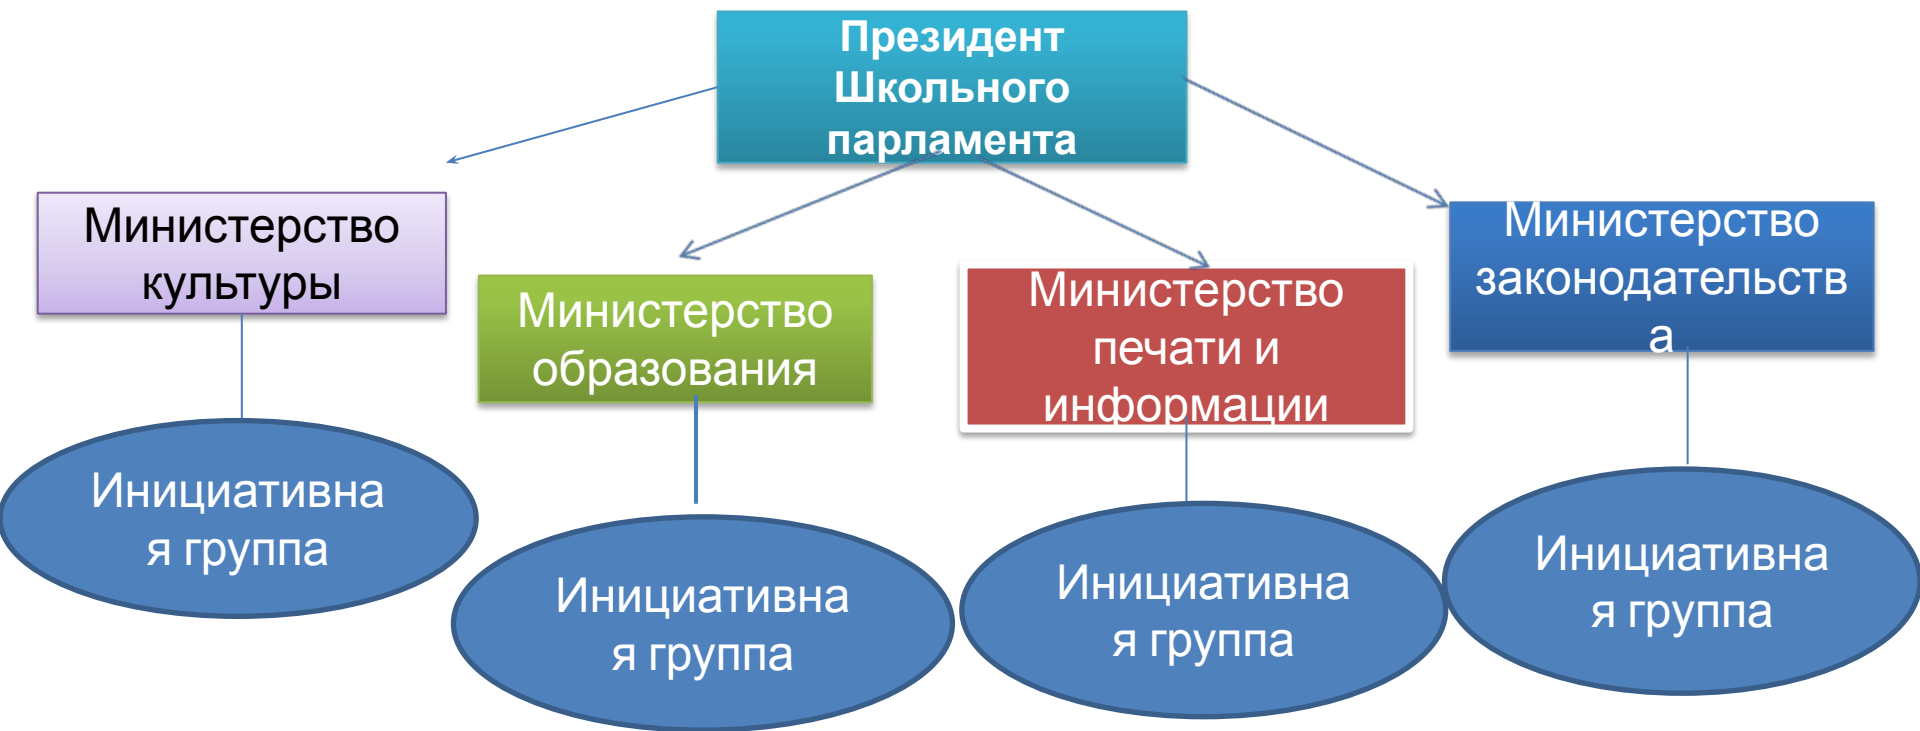 Президент
Школьного
парламента
Министерство
культуры
Министерство
образования
Министерство
печати и
информации
Министерство
законодательств
а
Инициативна
я группа
Инициативна
я группа
Инициативна
я группа
Инициативна
я группа